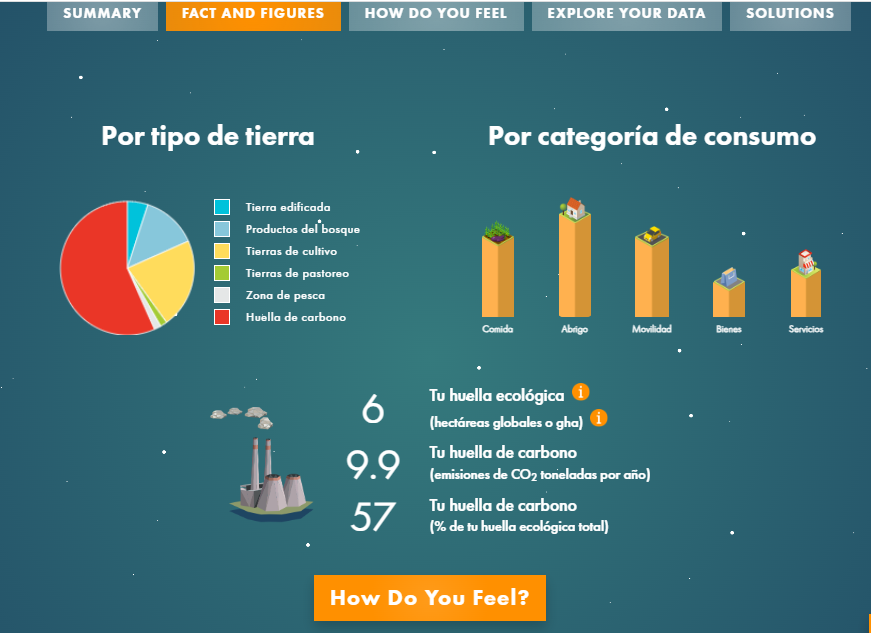 SUMMARY
FACT AND FIGURES
HOW DO YOU FEEL
EXPLORE YOUR DATA
SOLUTIONS
Por tipo de tierra
Tierra edificada
Productos del bosque
Tierras de cultivo
Tierras de pastoreo
Zona de pesca
Huella de carbono
Por categoría de consumo
Comida
Abrigo
Movilidad
Bienes
Servicios
6
Tu huella ecológica i
(hectáreas globales o gha) i
9.9
Tu huella de carbono
(emisiones de CO2 toneladas por año)
57
Tu huella de carbono
(% de tu huella ecológica total)
How Do You Feel?